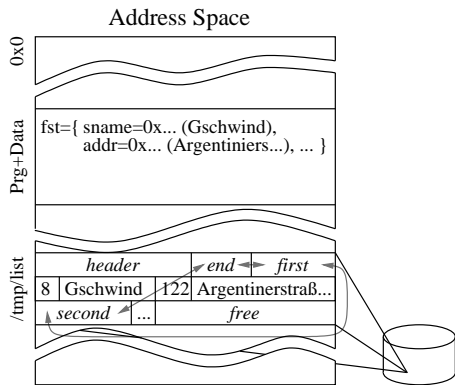 Address Space
0x0
Prg+Data
fst={ sname=0x... (Gschwind),
addr=0x... (Argentiniers...), ... }
/tmp/list
header end first
8 Gschwind 122 Argentinerstraß...
second ... free